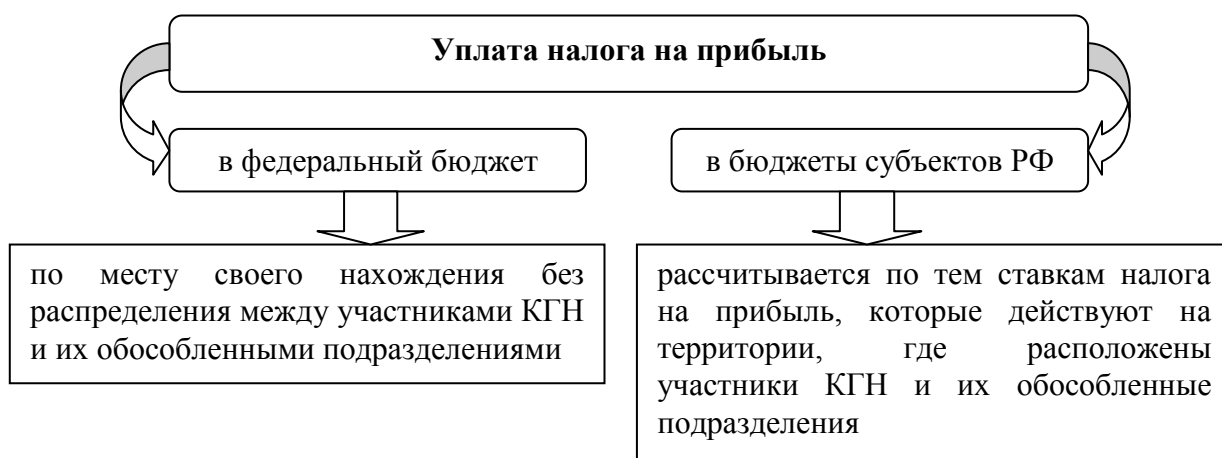 Уплата налога на прибыль
в федеральный бюджет
в бюджеты субъектов РФ
по месту своего нахождения без
распределения между участниками КГН
и их обособленными подразделениями
рассчитывается по тем ставкам налога
на прибыль, которые действуют на
территории, где расположены
участники КГН и их обособленные
подразделения